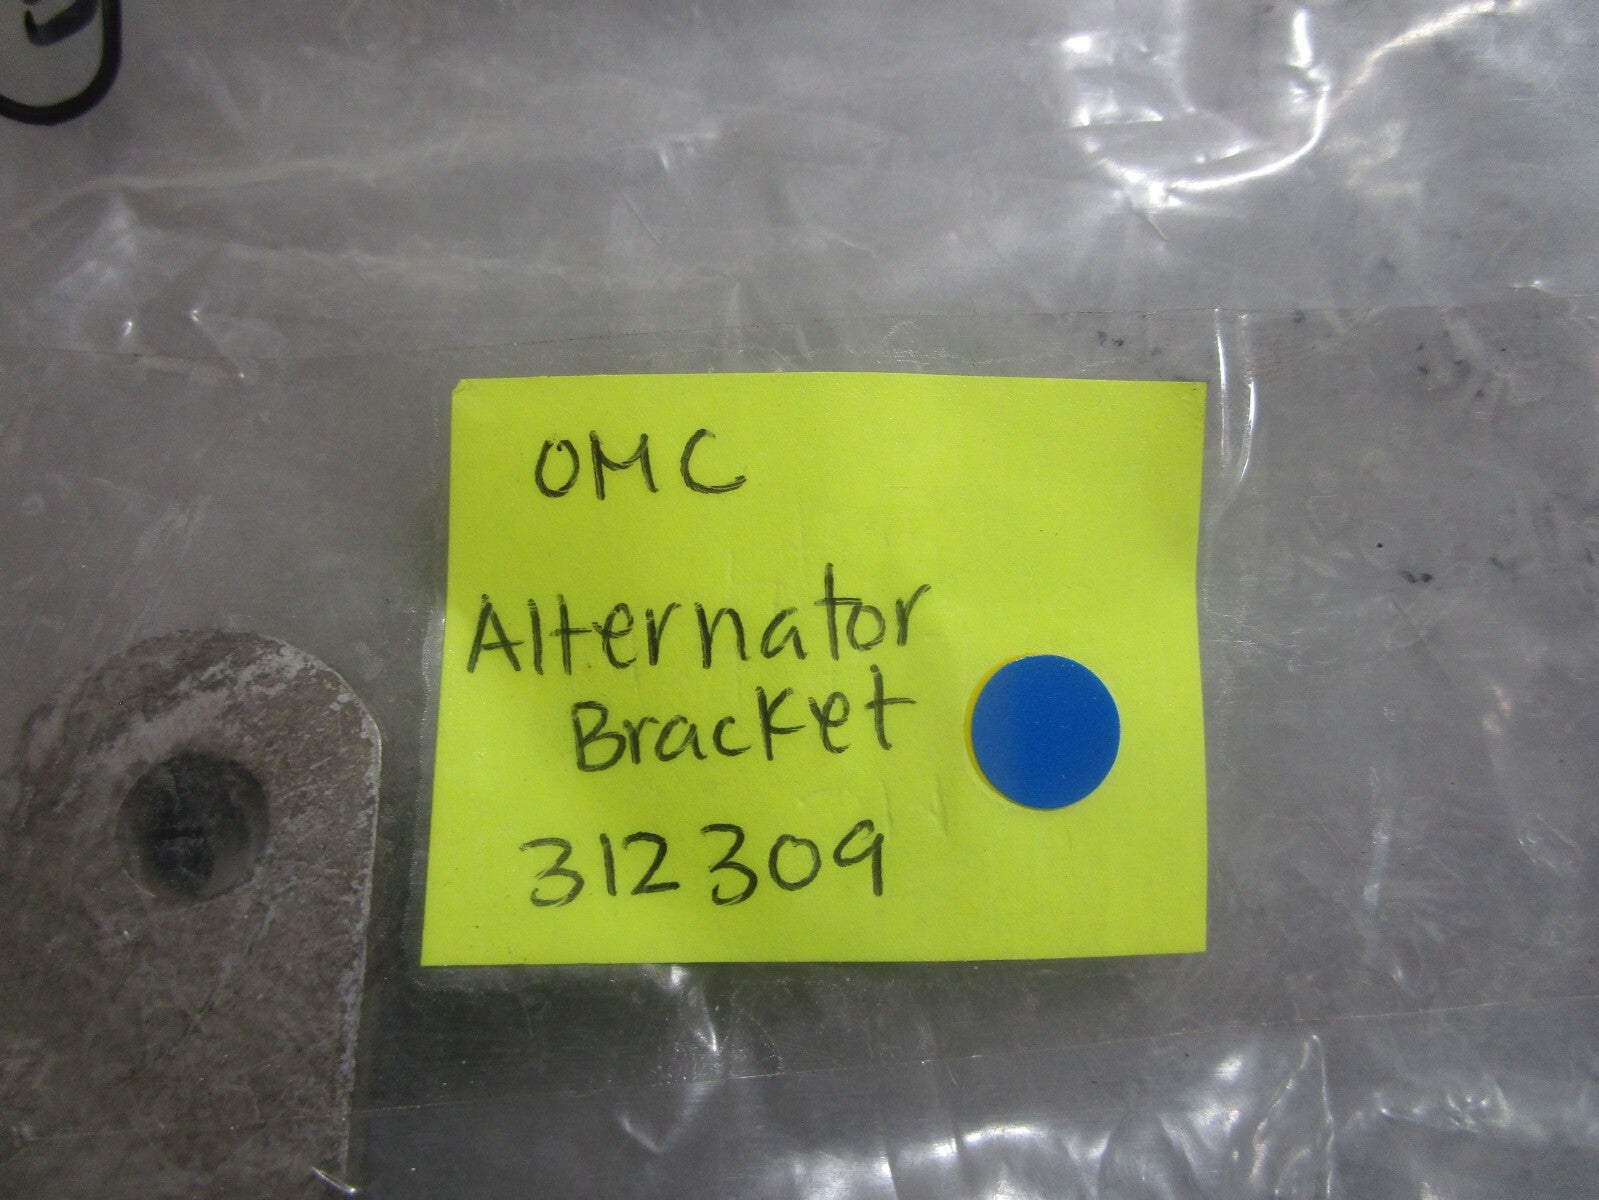 OMC
Alternator
Bracket
312309